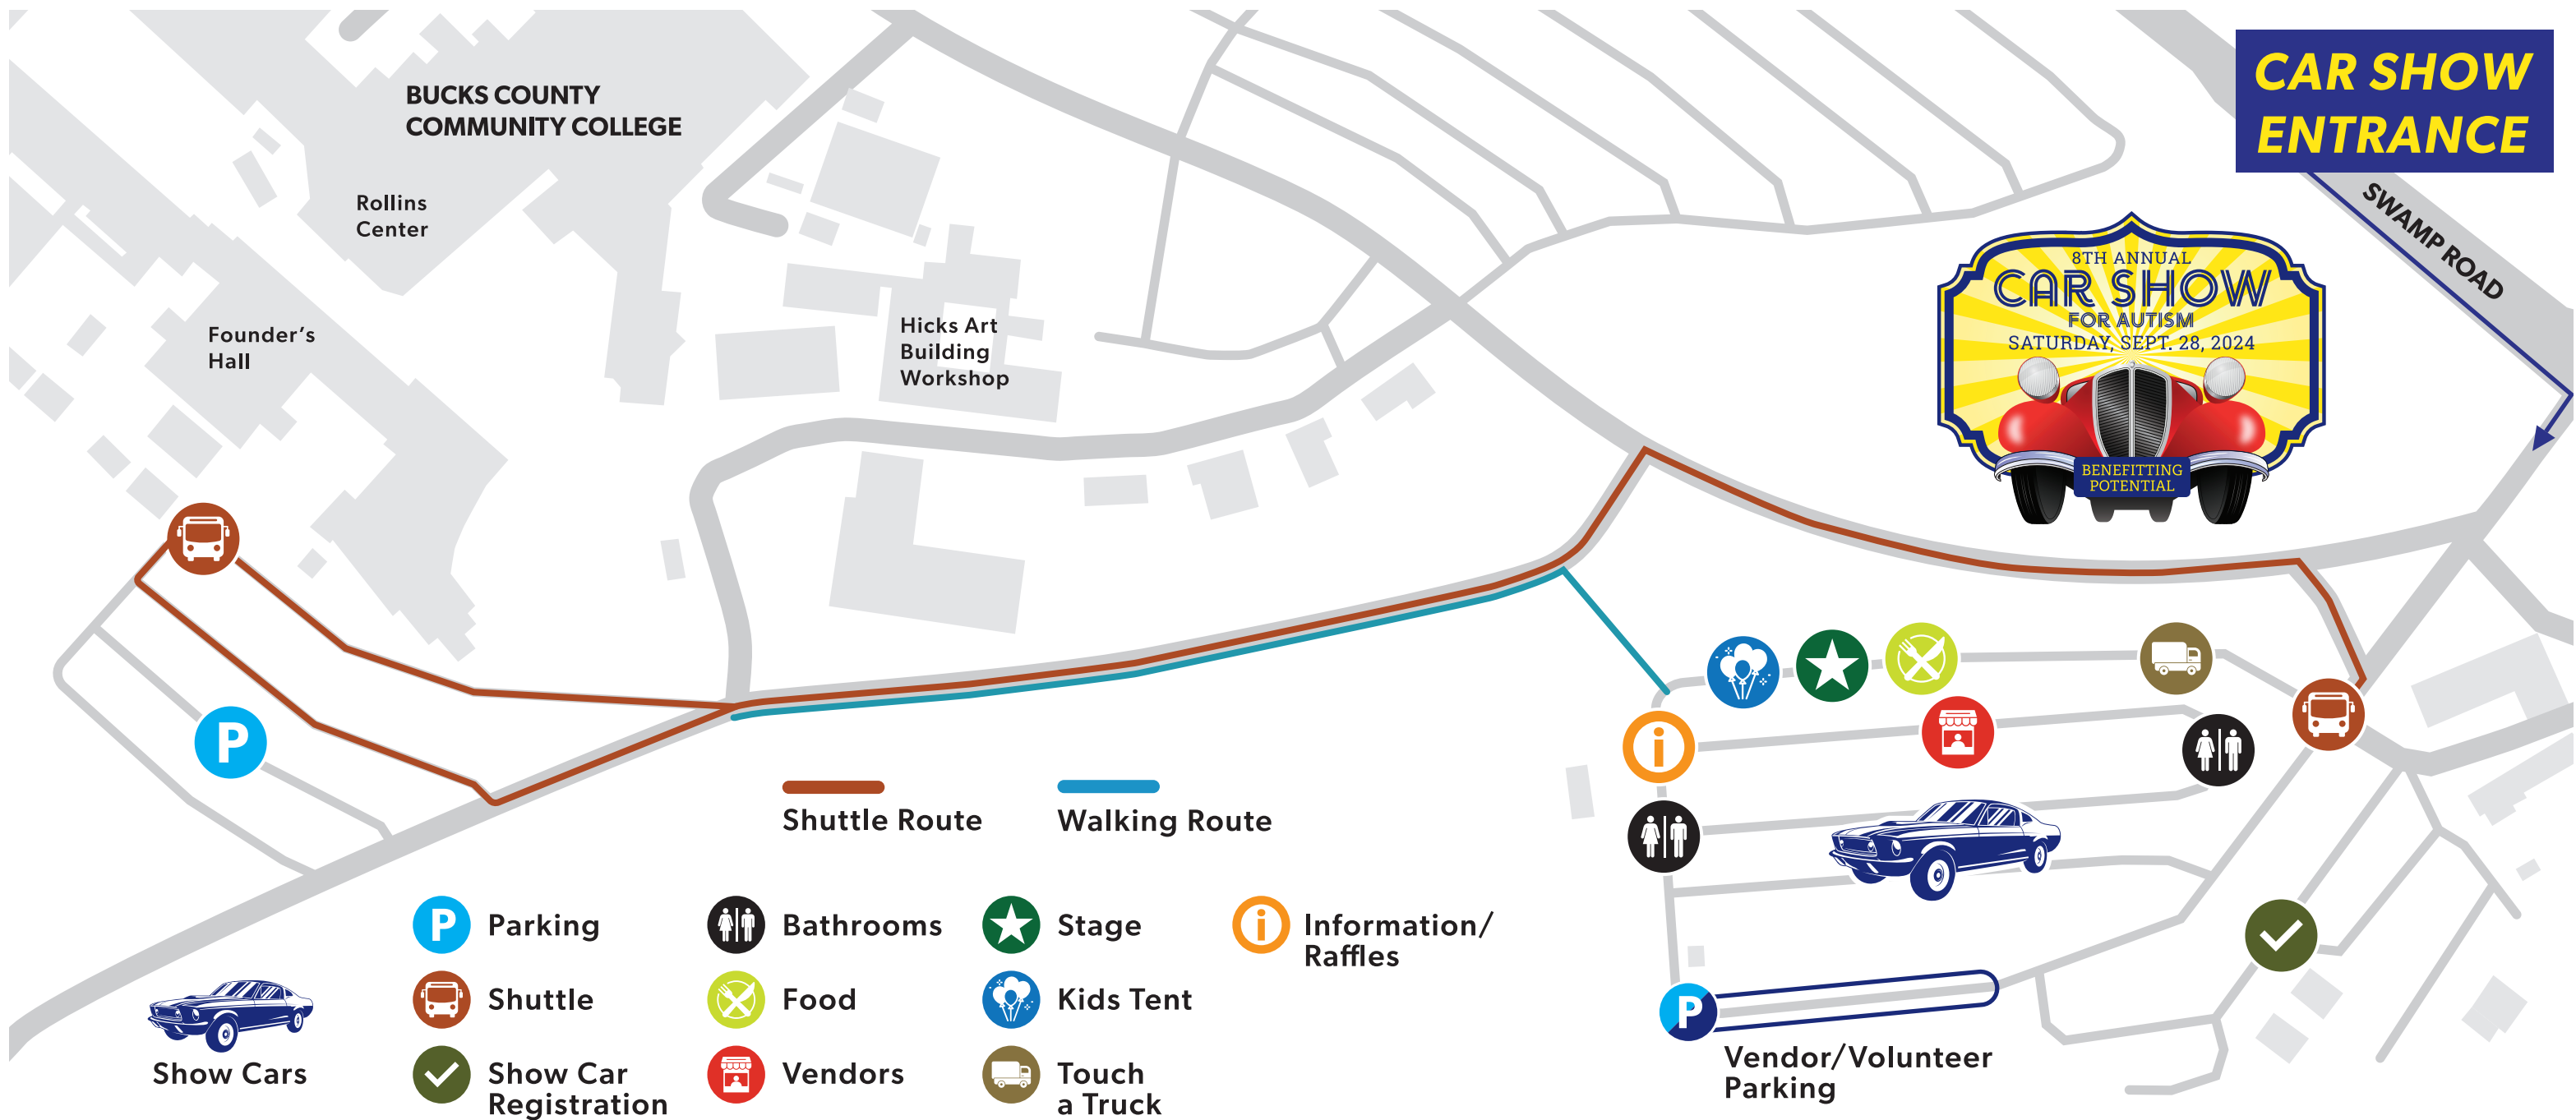 BUCKS COUNTY
COMMUNITY COLLEGE
Rollins
Center
Founder's
Hall
Hicks Art
Building
Workshop
CAR SHOW
ENTRANCE
SWAMP ROAD
8TH ANNUAL
CAR SHOW
FOR AUTISM
SATURDAY, SEPT. 28, 2024
BENEFITTING
POTENTIAL
P
i
Shuttle Route
Walking Route
P
Parking
Bathrooms
Stage
i
Information/
Raffles
Shuttle
Food
Kids Tent
Show Cars
Show Car
Registration
Vendors
Touch
a Truck
P
Vendor/Volunteer
Parking